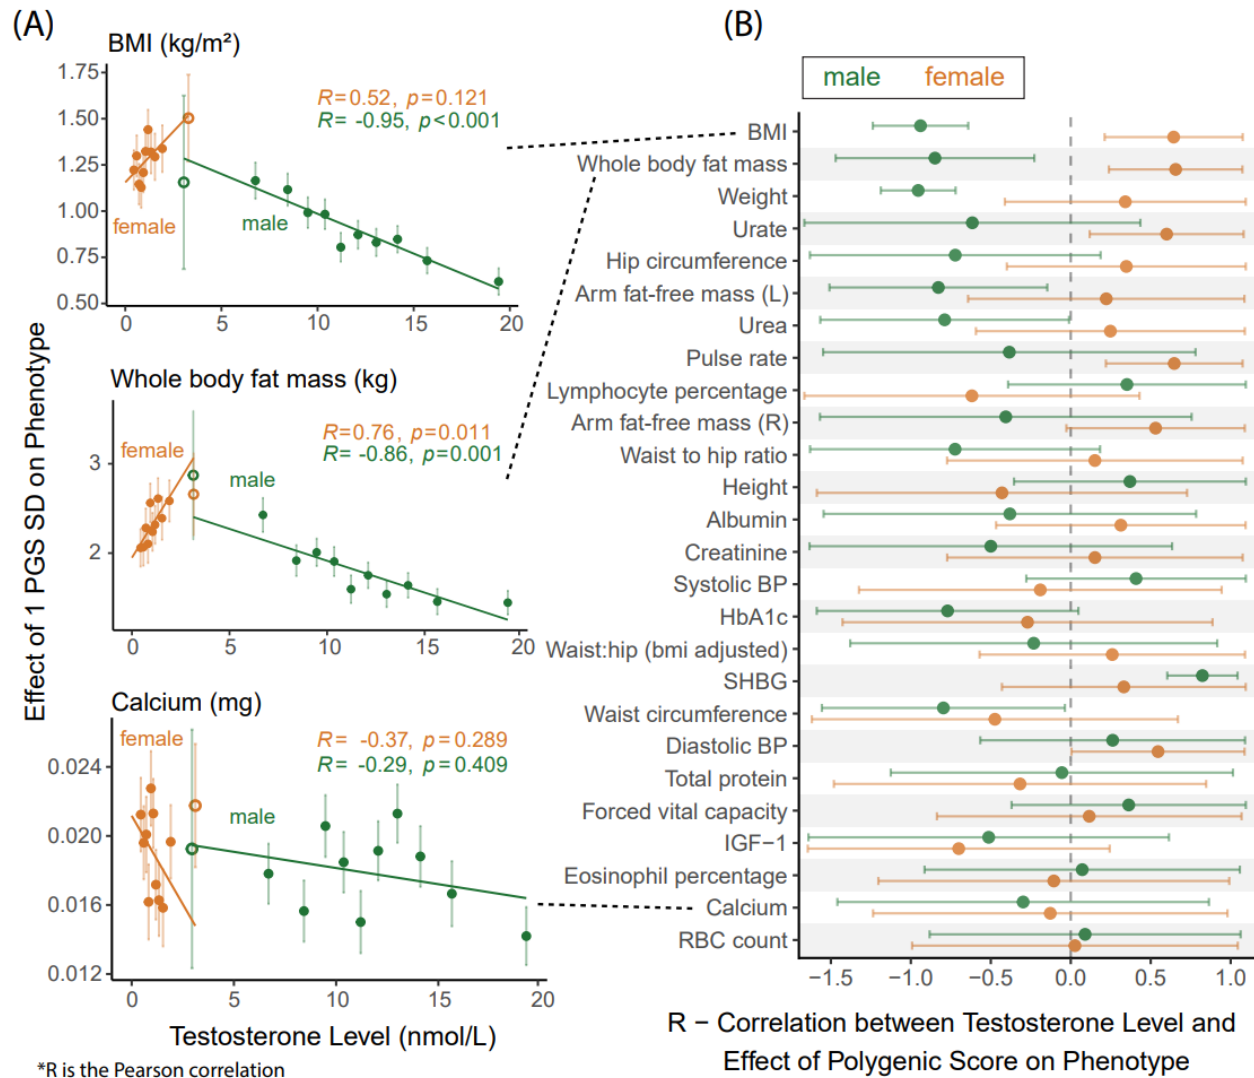 (A)
BMI (kg/m²)
1.75
1.50
1.25
1.00
0.75
0.50
R=0.52, p=0.121
R= -0.95, p<0.001
female
male
0
5
10
15
20
Whole body fat mass (kg)
3
2
female
R=0.76, p=0.011
R= -0.86, p=0.001
male
0
5
10
15
20
Calcium (mg)
female
R= -0.37, p=0.289
R= -0.29, p=0.409
male
0.024
0.020
0.016
0.012
0
5
10
15
20
Effect of 1 PGS SD on Phenotype
Testosterone Level (nmol/L)
*R is the Pearson correlation
(B)
male female
BMI
Whole body fat mass
Weight
Urate
Hip circumference
Arm fat-free mass (L)
Urea
Pulse rate
Lymphocyte percentage
Arm fat-free mass (R)
Waist to hip ratio
Height
Albumin
Creatinine
Systolic BP
HbA1c
Waist:hip (bmi adjusted)
SHBG
Waist circumference
Diastolic BP
Total protein
Forced vital capacity
IGF−1
Eosinophil percentage
Calcium
RBC count
−1.5
−1.0
−0.5
0.0
0.5
1.0
R − Correlation between Testosterone Level and
Effect of Polygenic Score on Phenotype